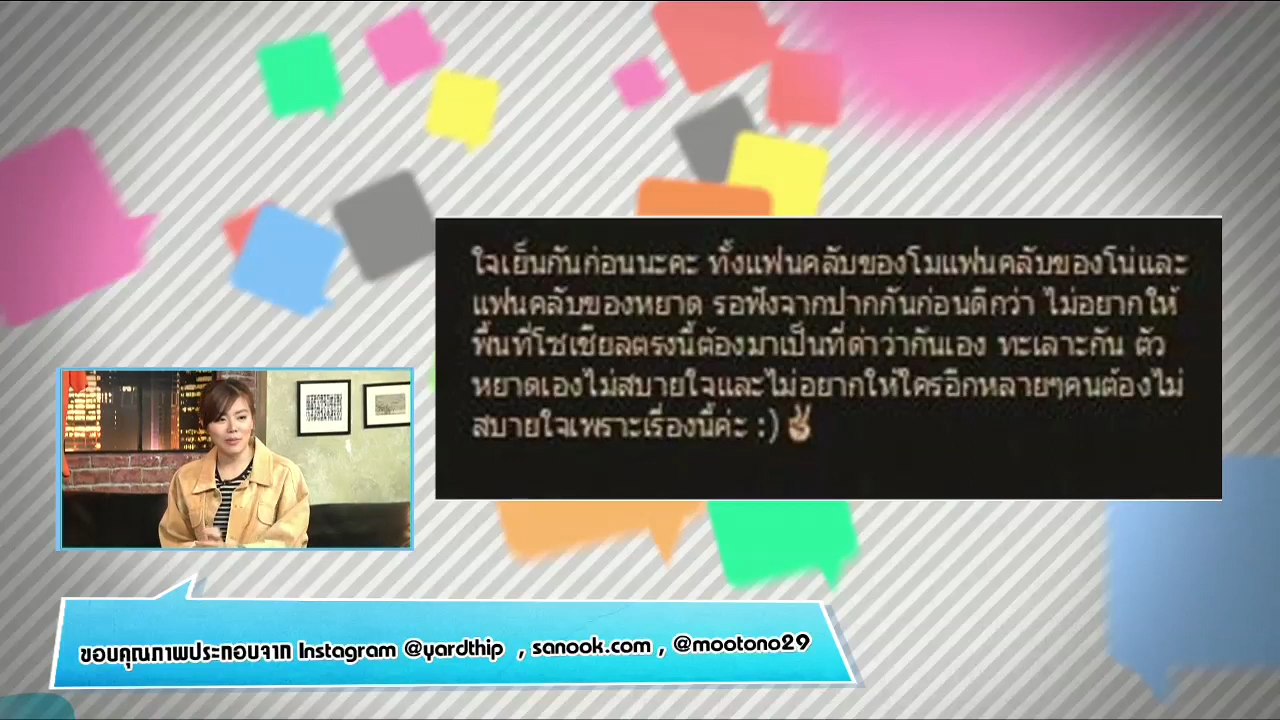 ใจเย็นกันก่อนนะคะ ทั้งแฟนคลับของโมแฟนคลับของโน่และ
แฟนคลับของหยาด รอฟังจากปากกันก่อนดีกว่า ไม่อยากให้
พื้นที่โซเชียลตรงนี้ต้องมาเป็นที่ด่าว่ากันเอง ทะเลาะกัน ตัว
หยาดเองไม่สบายใจและไม่อยากให้ใครอีกหลายๆคนต้องไม่
สบายใจเพราะเรื่องนี้ค่ะ :)✌
ขอบคุณภาพประกอบจาก Instagram @yardthip , sanook.com , @mootono29